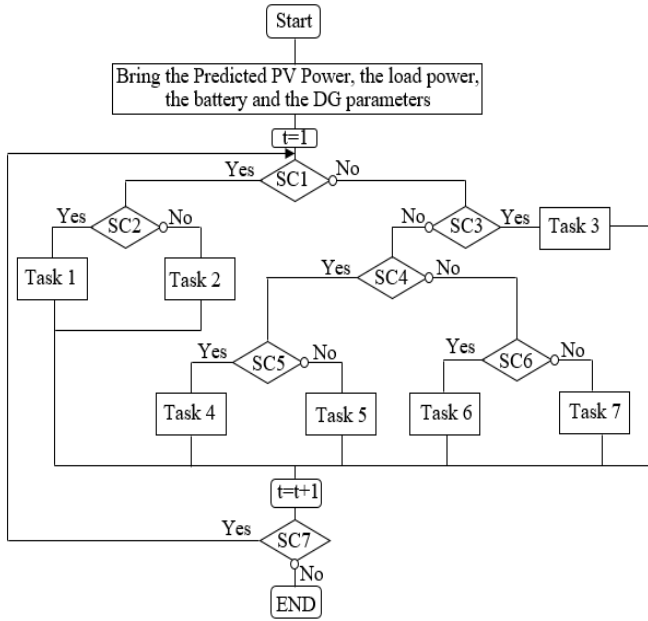 Start
Bring the Predicted PV Power, the load power,
the battery and the DG parameters
t=1
Yes SC1 No
Yes SC2 No
No SC3 Yes Task 3
Task 1 Task 2
Yes SC4 No
Yes SC5 No
Yes SC6 No
Task 4 Task 5 Task 6 Task 7
t=t+1
Yes SC7
No
END